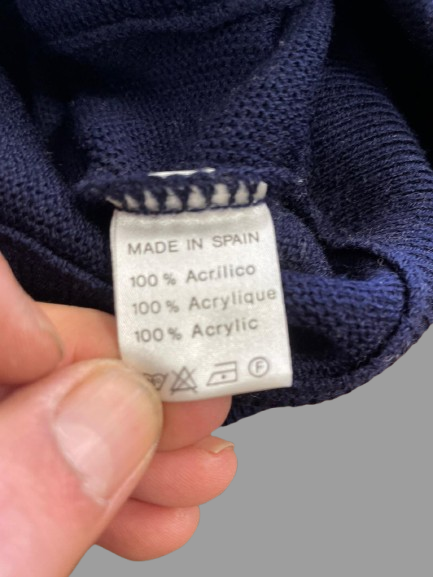 MADE IN SPAIN
100 % Acrílico
100 % Acrylique
100 % Acrylic
F